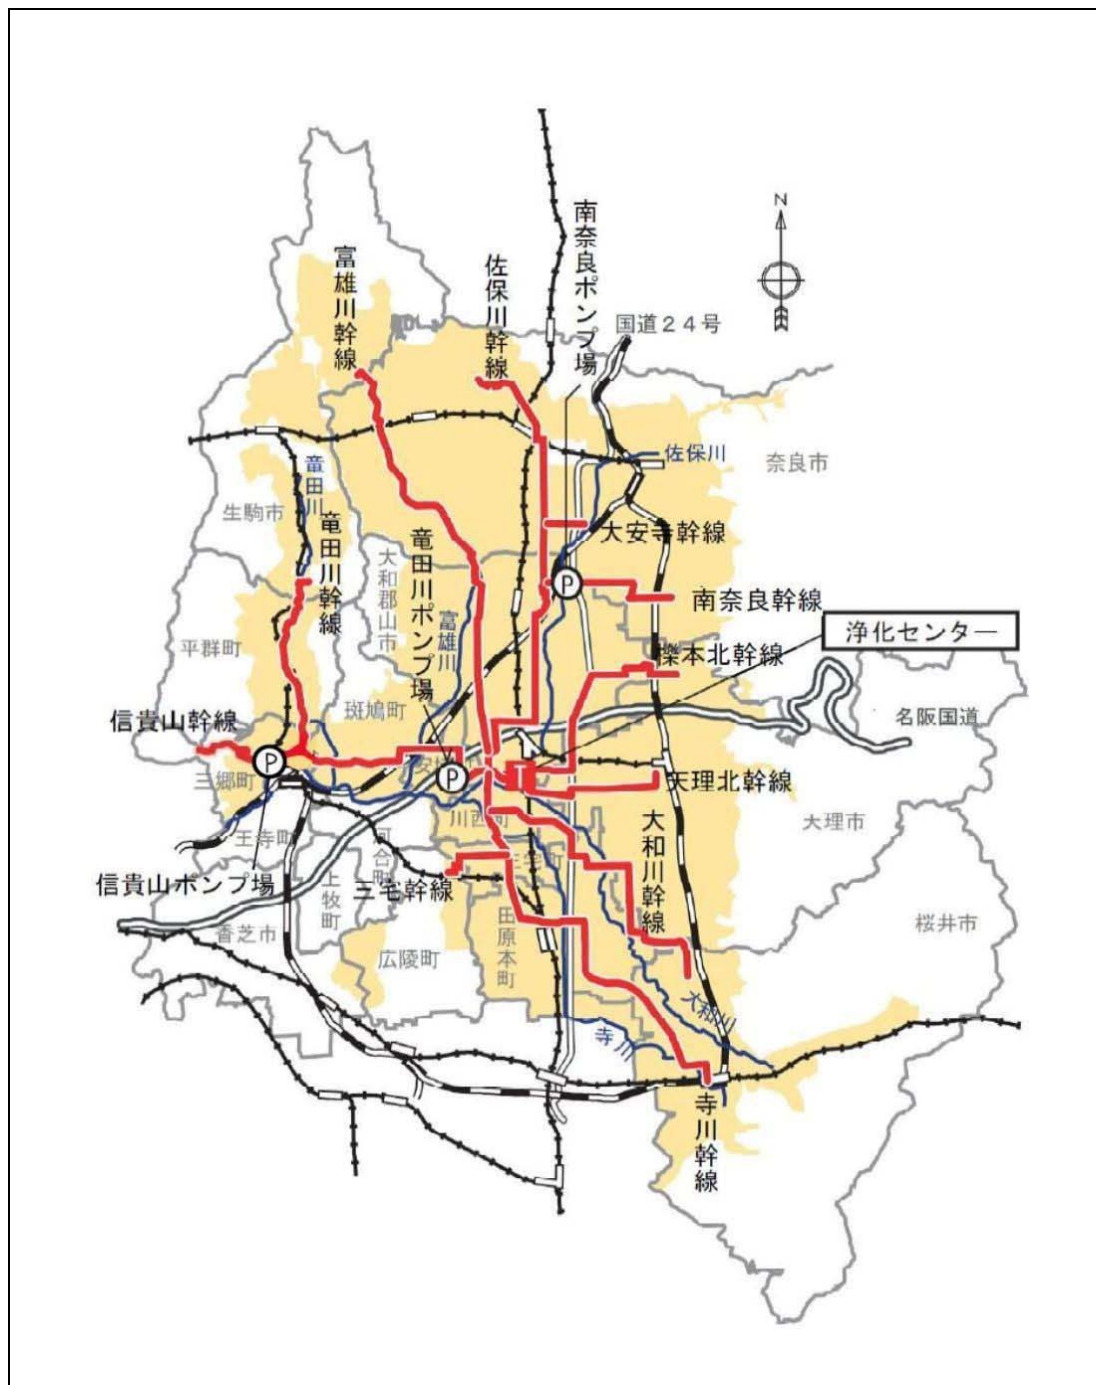 N
南奈良ポンプ場
富雄川幹線
佐保川幹線
国道24号
佐保川
奈良市
竜田川
生駒市
竜田川幹線
大和郡山市
竜田川ポンプ場
大安寺幹線
P
南奈良幹線
富雄川
浄化センター
平群町
櫟本北幹線
斑鳩町
信貴山幹線
名阪国道
P
P
三郷町
天理北幹線
川西町
大和川幹線
王寺町
河合町
三宅町
信貴山ポンプ場
上牧町
三宅幹線
香芝市
広陵町
田原本町
桜井市
大和川
寺川
寺川幹線